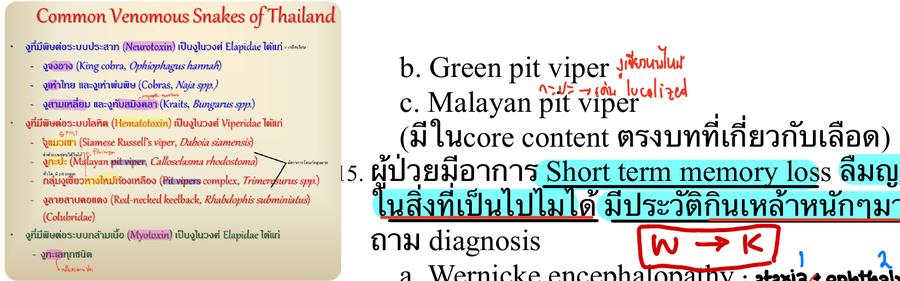 Common Venomous Snakes of Thailand
• งูที่มีพิษต่อระบบประสาท (Neurotoxin) เป็นงูในวงศ์ Elapidae ได้แก่
- งูจงอาง (King cobra, Ophiophagus hannah)
- งูเห่าไทย และงูเห่าพ่นพิษ (Cobras, Naja spp.)
- งูสามเหลี่ยม และงูทับสมิงคลา (Kraits, Bungarus spp.)
• งูที่มีพิษต่อระบบโลหิต (Hematotoxin) เป็นงูในวงศ์ Viperidae ได้แก่
- งูแมวเซา (Siamese Russell's viper, Daboia siamensis)
- งูกะปะ (Malayan pit viper, Calloselasma rhodostoma)
- กลุ่มงูเขียวหางไหม้ท้องเหลือง (Pit vipers complex, Trimeresurus spp.)
- งูลายสาบคอแดง (Red-necked keelback, Rhabdophis subminiatus)
(Colubridae)
• งูที่มีพิษต่อระบบกล้ามเนื้อ (Myotoxin) เป็นงูในวงศ์ Elapidae ได้แก่
- งูทะเลทุกชนิด
b. Green pit viper งูเขียวหางไหม้
กะปะ → เด่น localized
c. Malayan pit viper
(มีในcore content ตรงบทที่เกี่ยวกับเลือด)
15. ผู้ป่วยมีอาการ Short term memory loss ลืมญ
ในสิ่งที่เป็นไปไม่ได้ มีประวัติกินเหล้าหนักๆมา
ถาม diagnosis
W → K
1 2
a. Wernicke encephalopathy : ataxia + ophthal